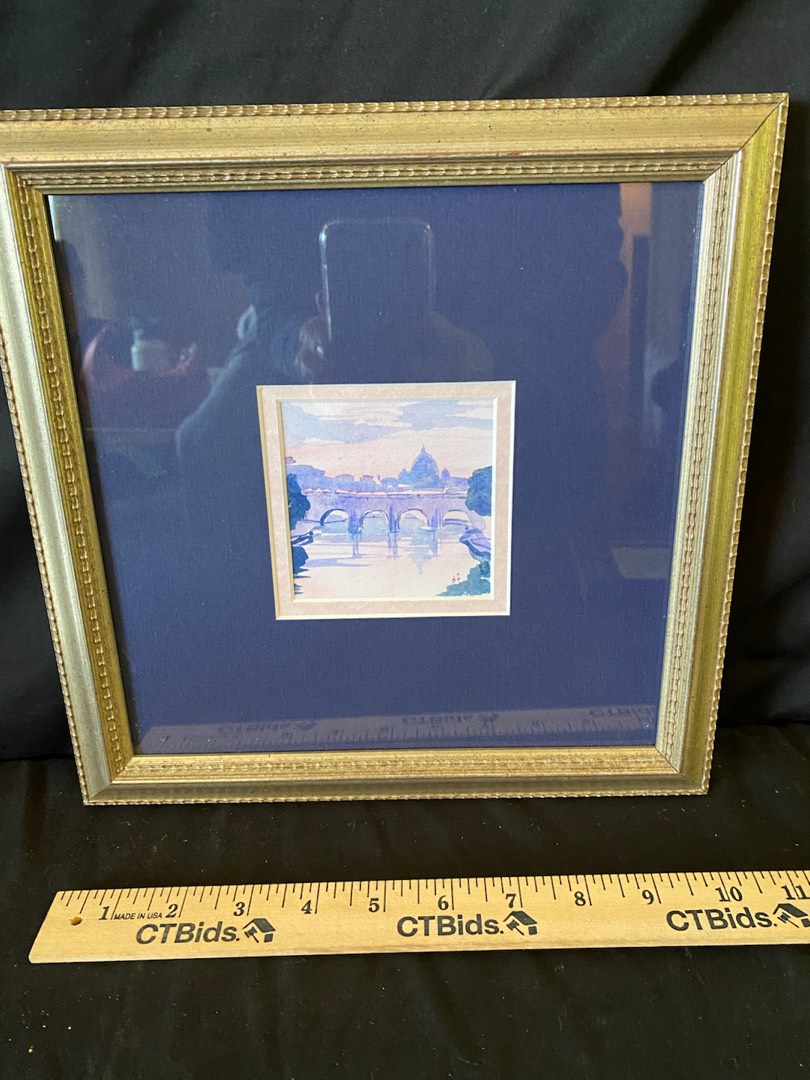 1 MADE IN USA 2 3 4 5 6 7 8 9 10 11
CTBids. CTBids. CTBids.